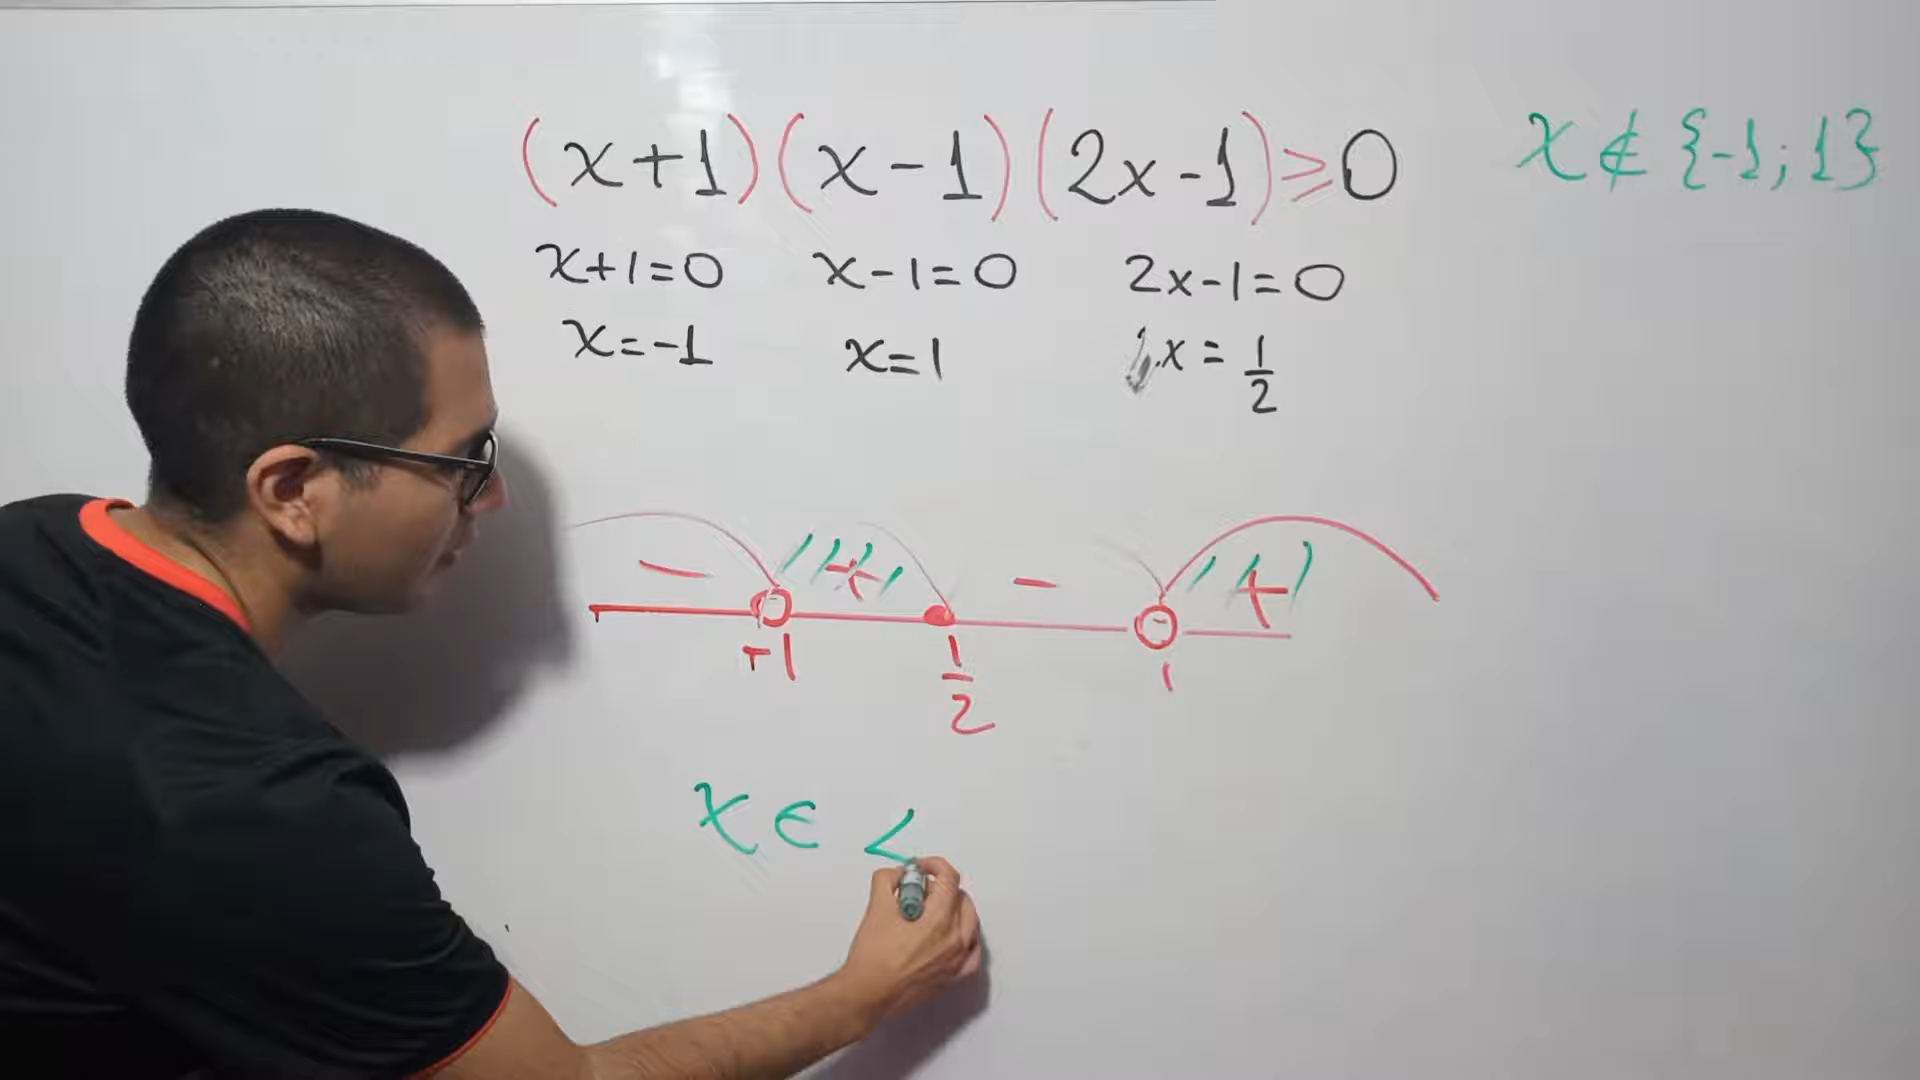 (x+1)(x-1)(2x-1)≥0 x∉{-1;1}
x+1=0 x-1=0 2x-1=0
x=-1 x=1 x=1/2
- + - +
+1 1/2 1
x∈<